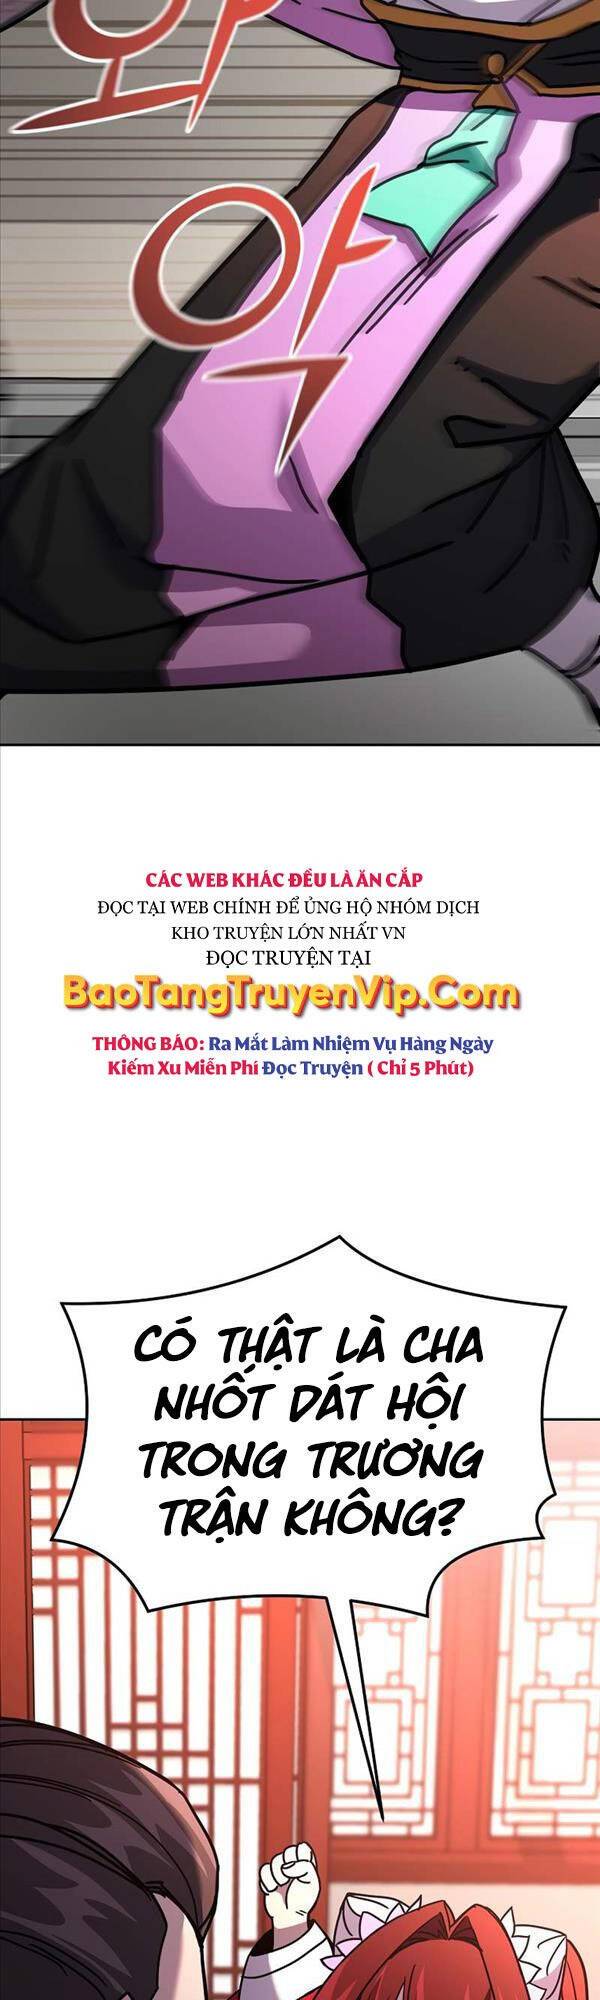 와
아
CÁC WEB KHÁC ĐỀU LÀ ĂN CẮP
ĐỌC TẠI WEB CHÍNH ĐỂ ỦNG HỘ NHÓM DỊCH
KHO TRUYỆN LỚN NHẤT VN
ĐỌC TRUYỆN TẠI
BaoTangTruyenVip.Com
THÔNG BÁO: Ra Mắt Làm Nhiệm Vụ Hàng Ngày
Kiếm Xu Miễn Phí Đọc Truyện ( Chỉ 5 Phút)
CÓ THẬT LÀ CHA
NHỐT DÁT HỘI
TRONG TRƯƠNG
TRẬN KHÔNG?